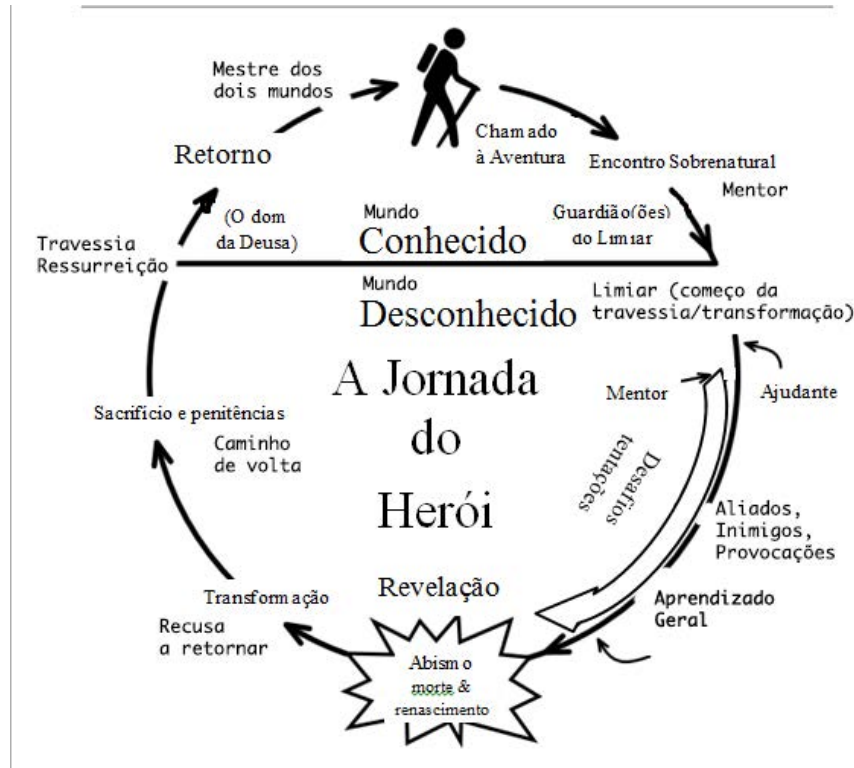 Mestre dos
dois mundos
Chamado
à Aventura
Encontro Sobrenatural
Mentor
Retorno
(O dom
da Deusa)
Mundo
Conhecido
Guardião(ões)
do Limiar
Travessia
Ressurreição
Mundo
Desconhecido
Limiar (começo da
travessia/transformação)
A Jornada
do
Herói
Mentor
Ajudante
Desafios
tentações
Sacrifício e penitências
Caminho
de volta
Aliados,
Inimigos,
Provocações
Revelação
Aprendizado
Geral
Transformação
Recusa
a retornar
Abismo
morte &
renascimento